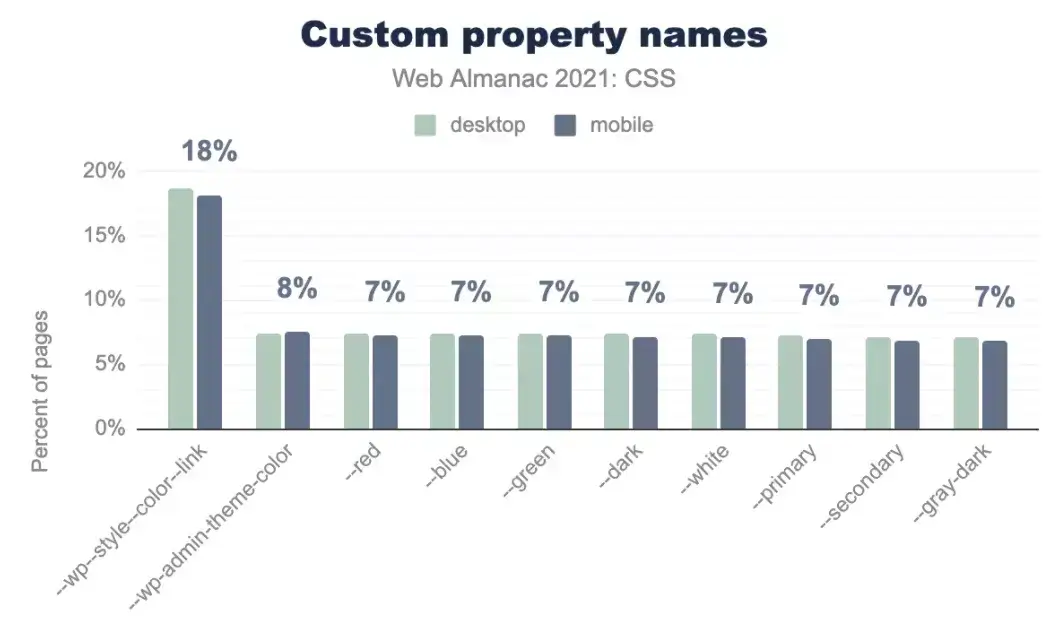 Custom property names
Web Almanac 2021: CSS
desktop mobile
18%
20%
15%
8% 7% 7% 7% 7% 7% 7% 7% 7%
10%
5%
0%
Percent of pages
--wp--style--color--link
--wp-admin-theme-color
--red
--blue
--green
--dark
--white
--primary
--secondary
--gray-dark